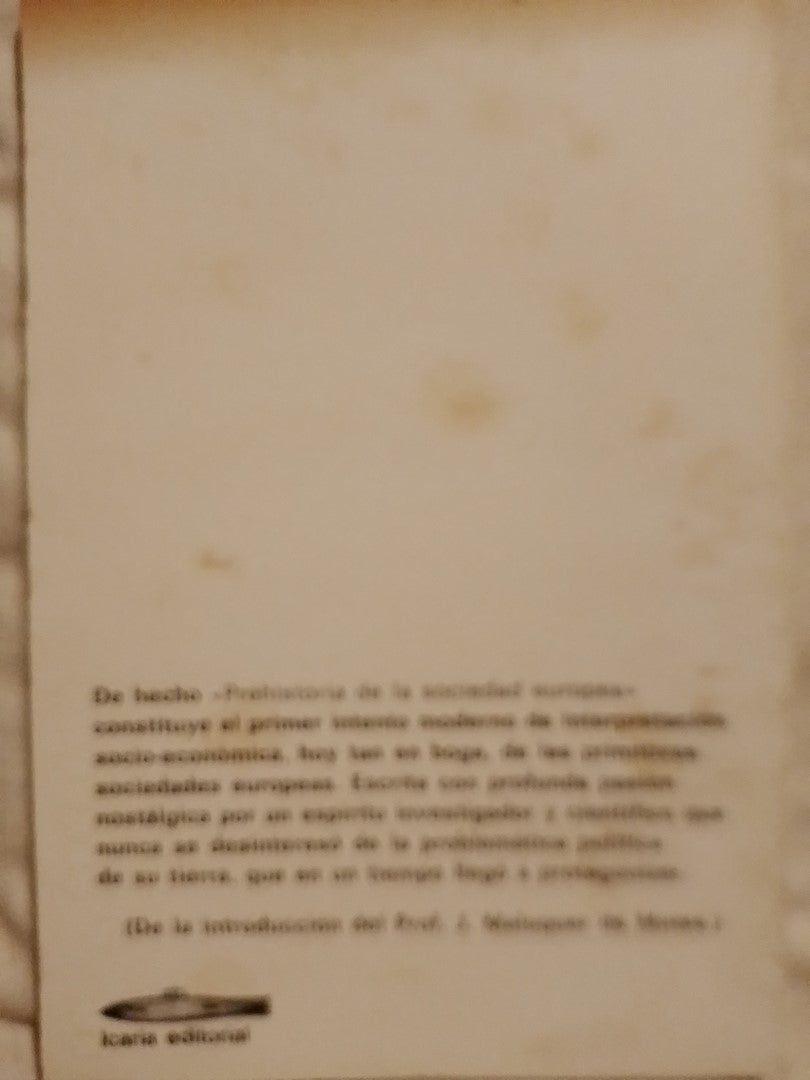 De hecho «Prehistoria de la sociedad europea»
constituye el primer intento moderno de interpretación
socio-económica, hoy tan en boga, de las primitivas
sociedades europeas. Escrita con profunda pasión
nostálgica por un espíritu investigador y científico que
nunca se desinteresó de la problemática política
de su tierra, que en un tiempo llegó a protagonizar.
(De la introducción del Prof. J. Maluquer de Motes.)
Icaria editorial